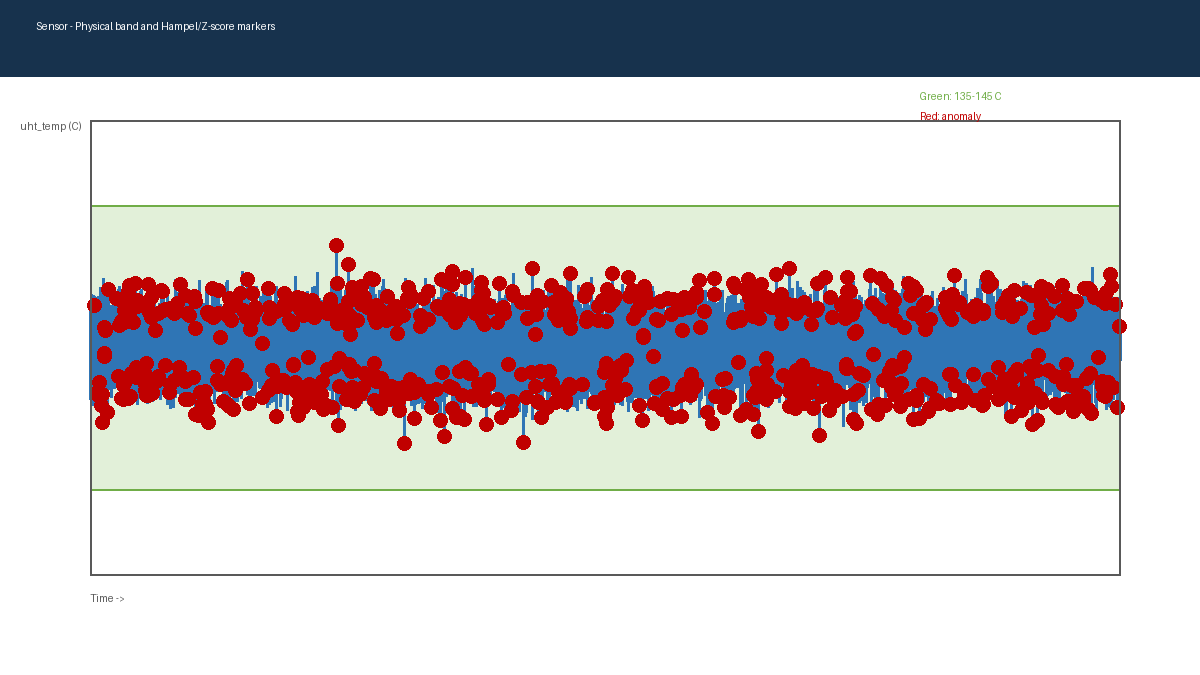 Sensor - Physical band and Hampel/Z-score markers
Green: 135-145 C
Red: anomaly
uht_temp (C)
Time ->